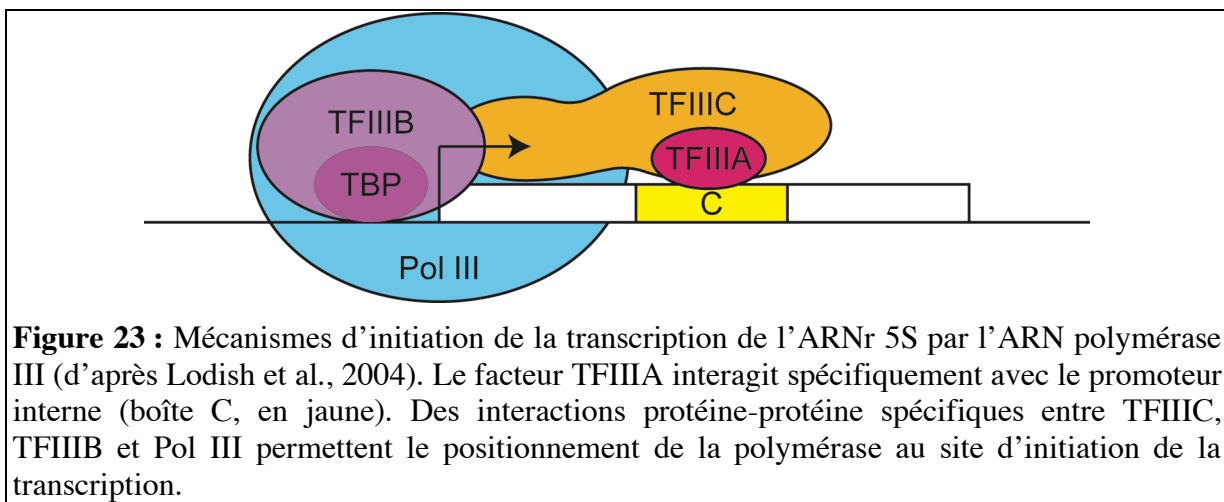 TFIIIB
TFIIIC
TFIIIA
TBP
C
Pol III
Figure 23 : Mécanismes d'initiation de la transcription de l'ARNr 5S par l'ARN polymérase
III (d'après Lodish et al., 2004). Le facteur TFIIIA interagit spécifiquement avec le promoteur
interne (boîte C, en jaune). Des interactions protéine-protéine spécifiques entre TFIIIC,
TFIIIB et Pol III permettent le positionnement de la polymérase au site d'initiation de la
transcription.